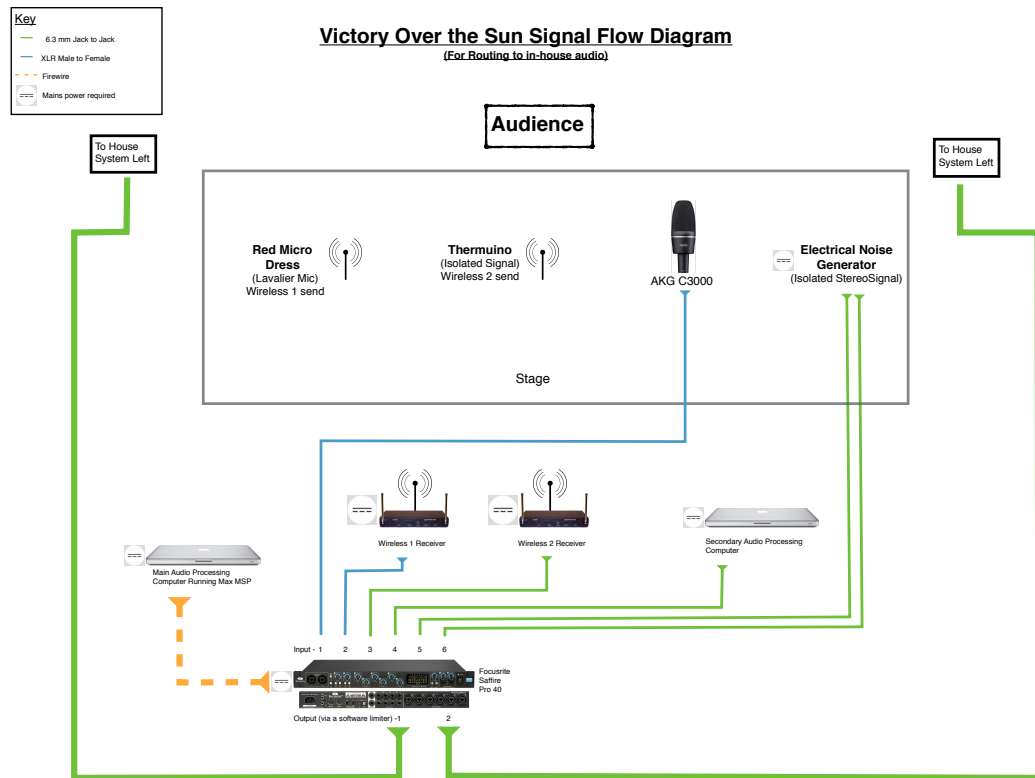 Key
6.3 mm Jack to Jack
XLR Male to Female
Firewire
Mains power required
Victory Over the Sun Signal Flow Diagram
(For Routing to in-house audio)
Audience
To House
System Left
To House
System Left
Red Micro
Dress
(Lavalier Mic)
Wireless 1 send
Thermuino
(Isolated Signal)
Wireless 2 send
AKG C3000
Electrical Noise
Generator
(Isolated StereoSignal)
Stage
Wireless 1 Receiver
Wireless 2 Receiver
Secondary Audio Processing
Computer
Main Audio Processing
Computer Running Max MSP
Input - 1 2 3 4 5 6
Focusrite
Saffire
Pro 40
Output (via a software limiter) -1 2